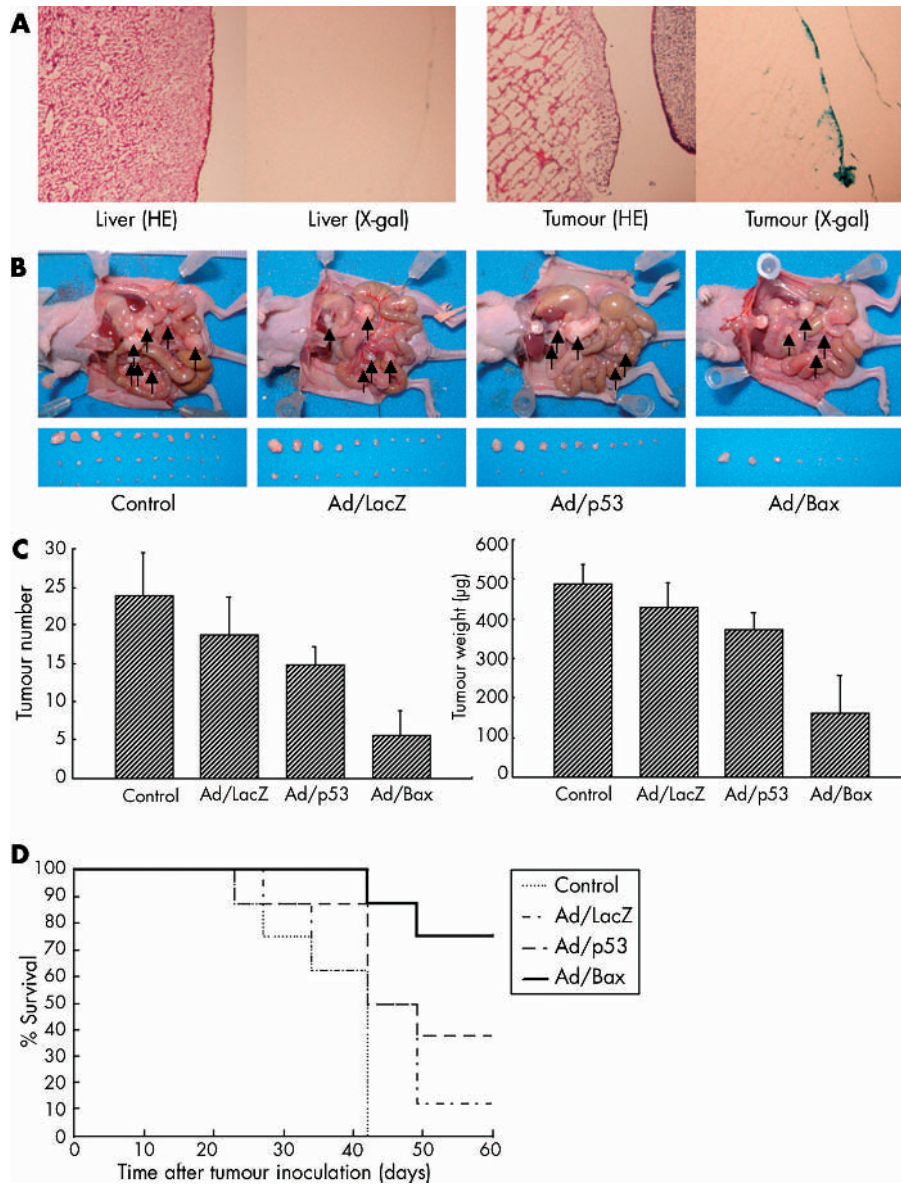 A
Liver (HE) Liver (X-gal) Tumour (HE) Tumour (X-gal)
B
Control Ad/LacZ Ad/p53 Ad/Bax
C
Tumour number
30
25
20
15
10
5
0
Control Ad/LacZ Ad/p53 Ad/Bax
Tumour weight (µg)
600
500
400
300
200
100
0
Control Ad/LacZ Ad/p53 Ad/Bax
D
% Survival
100
90
80
70
60
50
40
30
20
10
0
0 10 20 30 40 50 60
Time after tumour inoculation (days)
Control
Ad/LacZ
Ad/p53
Ad/Bax